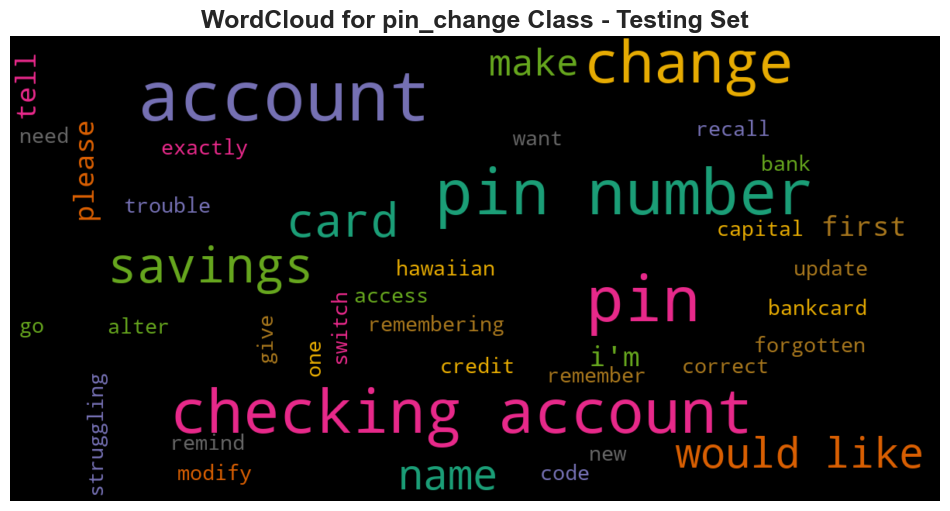 WordCloud for pin_change Class - Testing Set
tell
account
make
change
need
please
exactly
want
recall
bank
trouble
card
pin number
capital
first
savings
hawaiian
update
access
pin
bankcard
go
alter
give
one
switch
remembering
i'm
forgotten
credit
remember
correct
struggling
checking account
remind
modify
name
code
new
would like